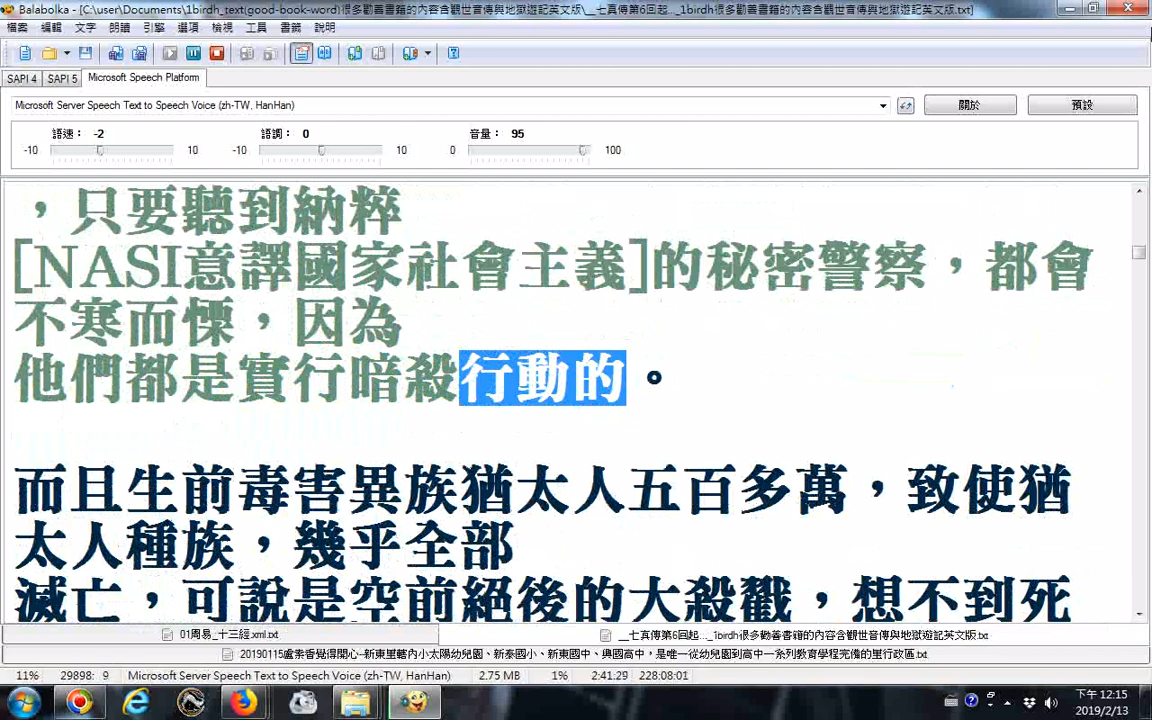 Balabolka - [C:\user\Documents\1birdh_text(good-book-word)很多勸善書籍的內容含觀世音傳與地獄遊記英文版\__七真傳第6回起..._1birdh很多勸善書籍的內容含觀世音傳與地獄遊記英文版.txt]
檔案 編輯 文字 朗讀 引擎 選項 檢視 工具 書籤 說明
SAPI 4 SAPI 5 Microsoft Speech Platform
Microsoft Server Speech Text to Speech Voice (zh-TW, HanHan) 關於 預設
語速： -2 語調： 0 音量： 95
-10 10 -10 10 0 100
，只要聽到納粹
[NASI意譯國家社會主義]的秘密警察，都會
不寒而慄，因為
他們都是實行暗殺行動的。
而且生前毒害異族猶太人五百多萬，致使猶
太人種族，幾乎全部
滅亡，可說是空前絕後的大殺戳，想不到死
01周易_十三經.xml.txt __七真傳第6回起..._1birdh很多勸善書籍的內容含觀世音傳與地獄遊記英文版.txt
20190115盧素香覺得開心--新東里轄內小太陽幼兒園、新泰國小、新東國中、興國高中，是唯一從幼兒園到高中一系列教育學程完備的里行政區.txt
11% 29898: 9 Microsoft Server Speech Text to Speech Voice (zh-TW, HanHan) 2.75 MB 1% 2:41:29 228:08:01
下午 12:15
2019/2/13